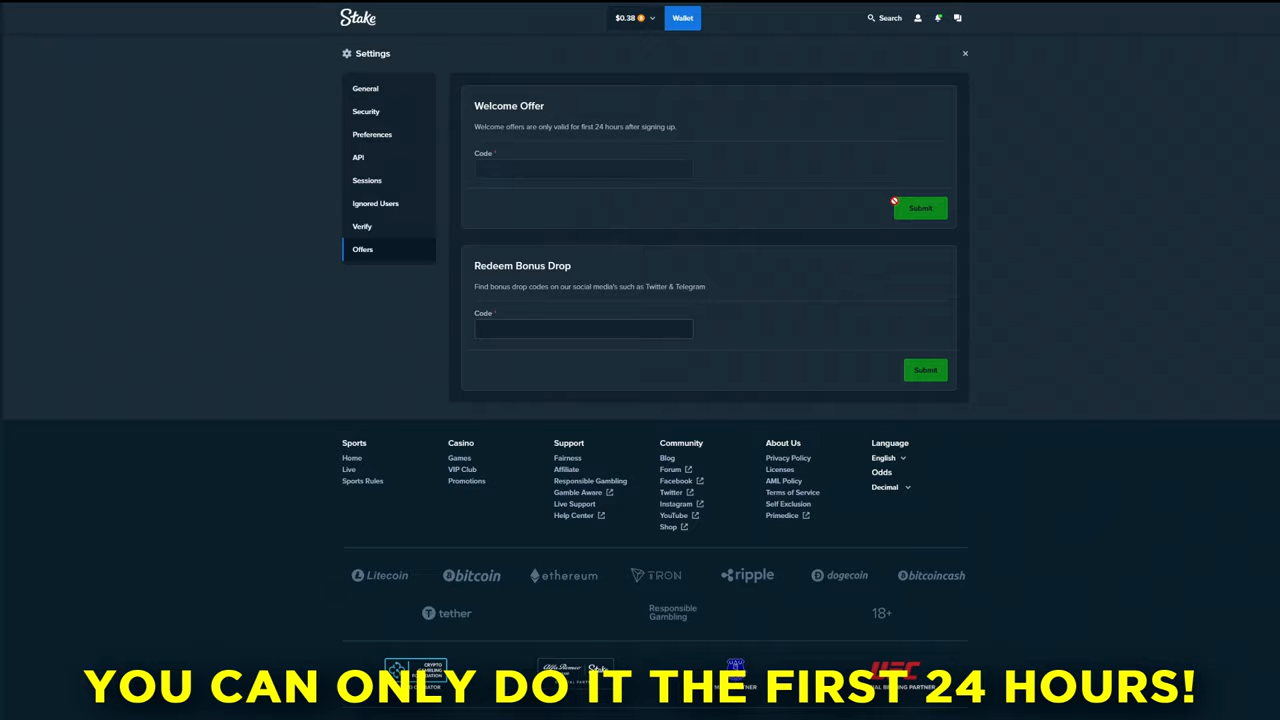 Stake
$0.38
Wallet
Search
Settings
General
Security
Preferences
API
Sessions
Ignored Users
Verify
Offers
Welcome Offer
Welcome offers are only valid for first 24 hours after signing up.
Code *
Submit
Redeem Bonus Drop
Find bonus drop codes on our social media's such as Twitter & Telegram
Code *
Submit
Sports
Home
Live
Sports Rules
Casino
Games
VIP Club
Promotions
Support
Fairness
Affiliate
Responsible Gambling
Gamble Aware
Live Support
Help Center
Community
Blog
Forum
Facebook
Twitter
Instagram
YouTube
Shop
About Us
Privacy Policy
Licenses
AML Policy
Terms of Service
Self Exclusion
Primedice
Language
English
Odds
Decimal
Litecoin
bitcoin
ethereum
TRON
ripple
dogecoin
bitcoincash
tether
Responsible
Gambling
18+
CRYPTO
GAMBLING
FOUNDATION
Stake
UFC
YOU CAN ONLY DO IT THE FIRST 24 HOURS!